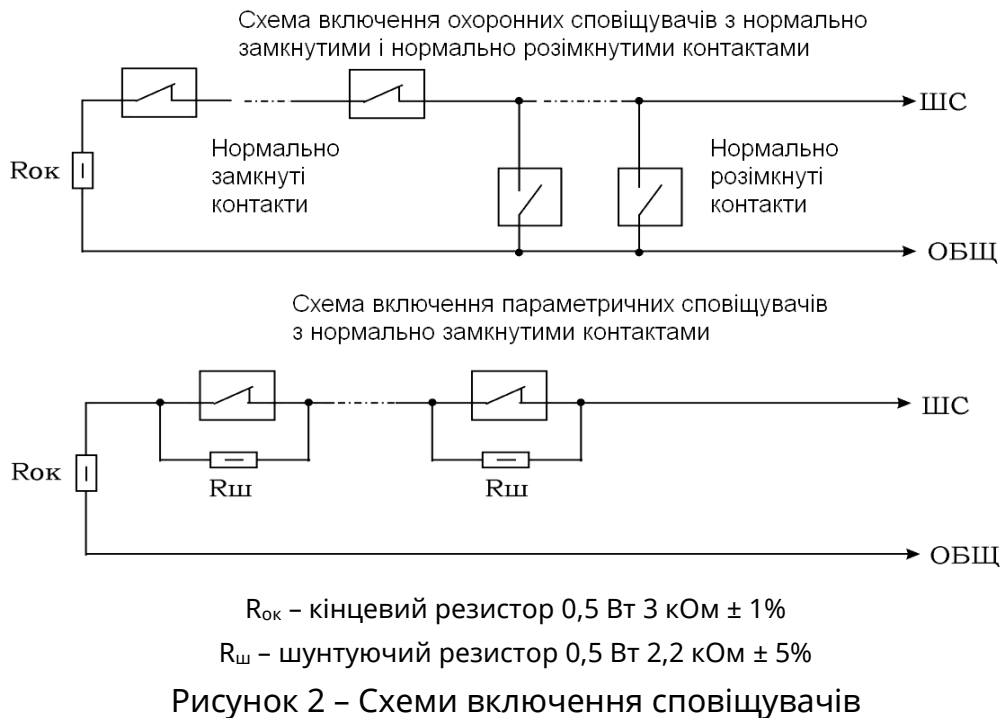 Схема включення охоронних сповіщувачів з нормально
замкнутими і нормально розімкнутими контактами
ШС
Rок
Нормально
замкнуті
контакти
Нормально
розімкнуті
контакти
ОБЩ
Схема включення параметричних сповіщувачів
з нормально замкнутими контактами
ШС
Rок
Rш
Rш
ОБЩ
Rок – кінцевий резистор 0,5 Вт 3 кОм ± 1%
Rш – шунтуючий резистор 0,5 Вт 2,2 кОм ± 5%
Рисунок 2 – Схеми включення сповіщувачів